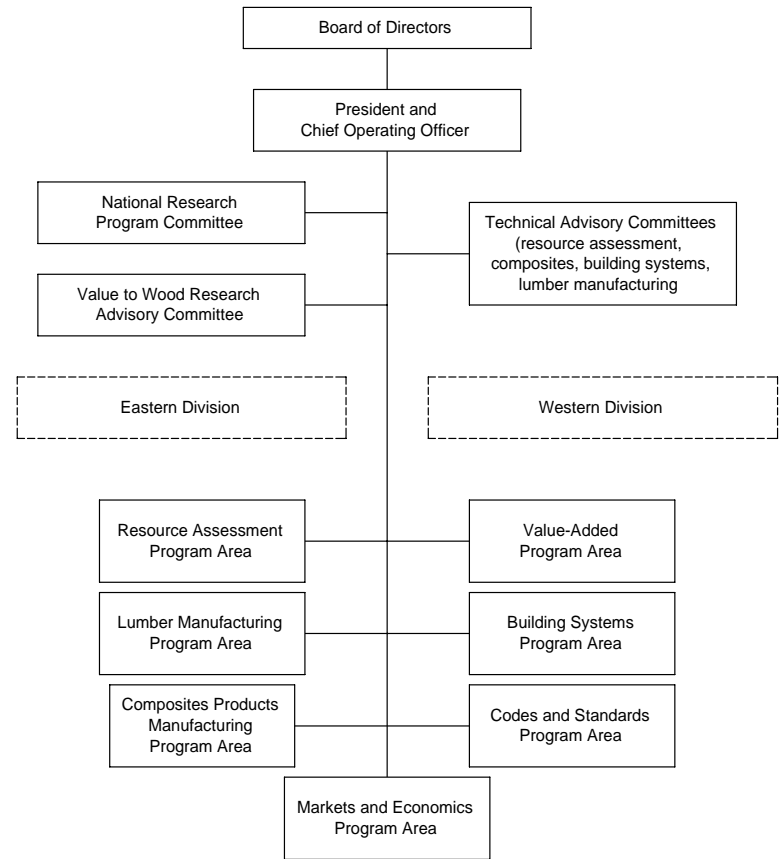 Board of Directors
President and
Chief Operating Officer
National Research
Program Committee
Technical Advisory Committees
(resource assessment,
composites, building systems,
lumber manufacturing
Value to Wood Research
Advisory Committee
Eastern Division
Western Division
Resource Assessment
Program Area
Value-Added
Program Area
Lumber Manufacturing
Program Area
Building Systems
Program Area
Composites Products
Manufacturing
Program Area
Codes and Standards
Program Area
Markets and Economics
Program Area